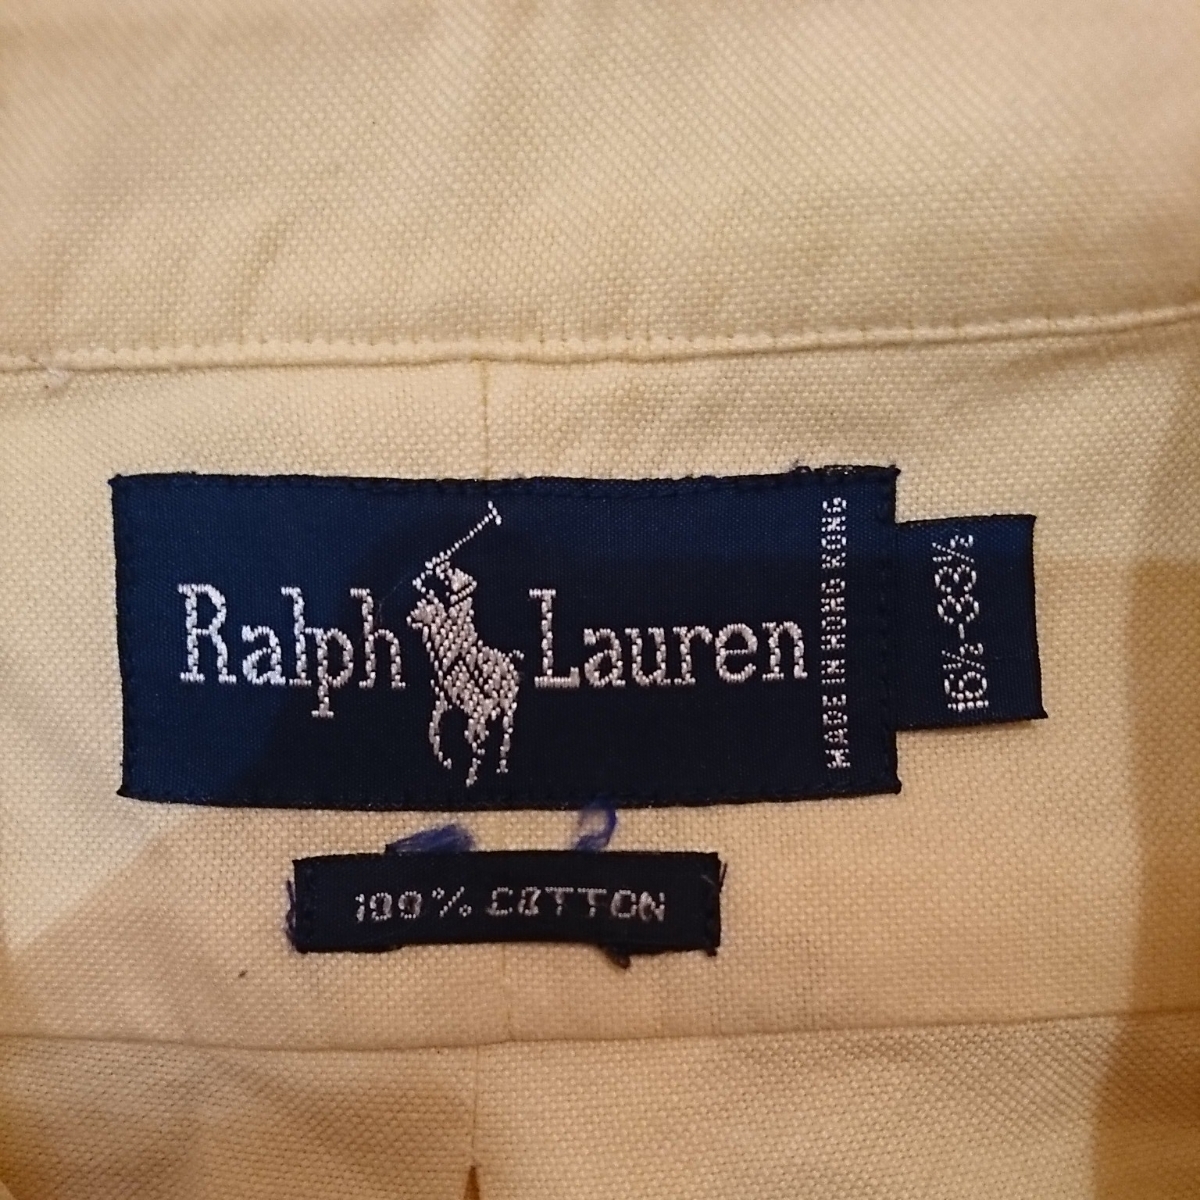 Ralph Lauren
MADE IN HONG KONG
16½-33½
100% COTTON